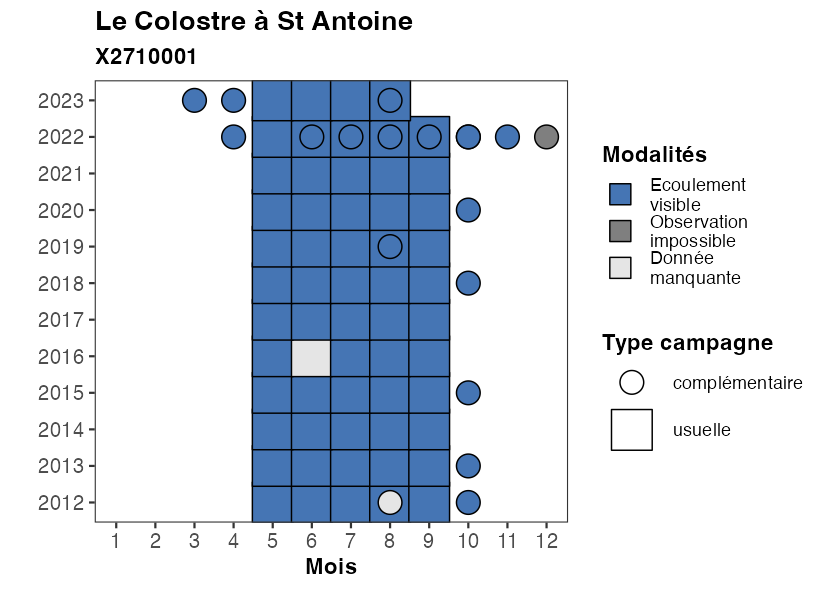 Le Colostre à St Antoine
X2710001
2023
2022
2021
2020
2019
2018
2017
2016
2015
2014
2013
2012
1 2 3 4 5 6 7 8 9 10 11 12
Mois
Modalités
Ecoulement
visible
Observation
impossible
Donnée
manquante
Type campagne
complémentaire
usuelle